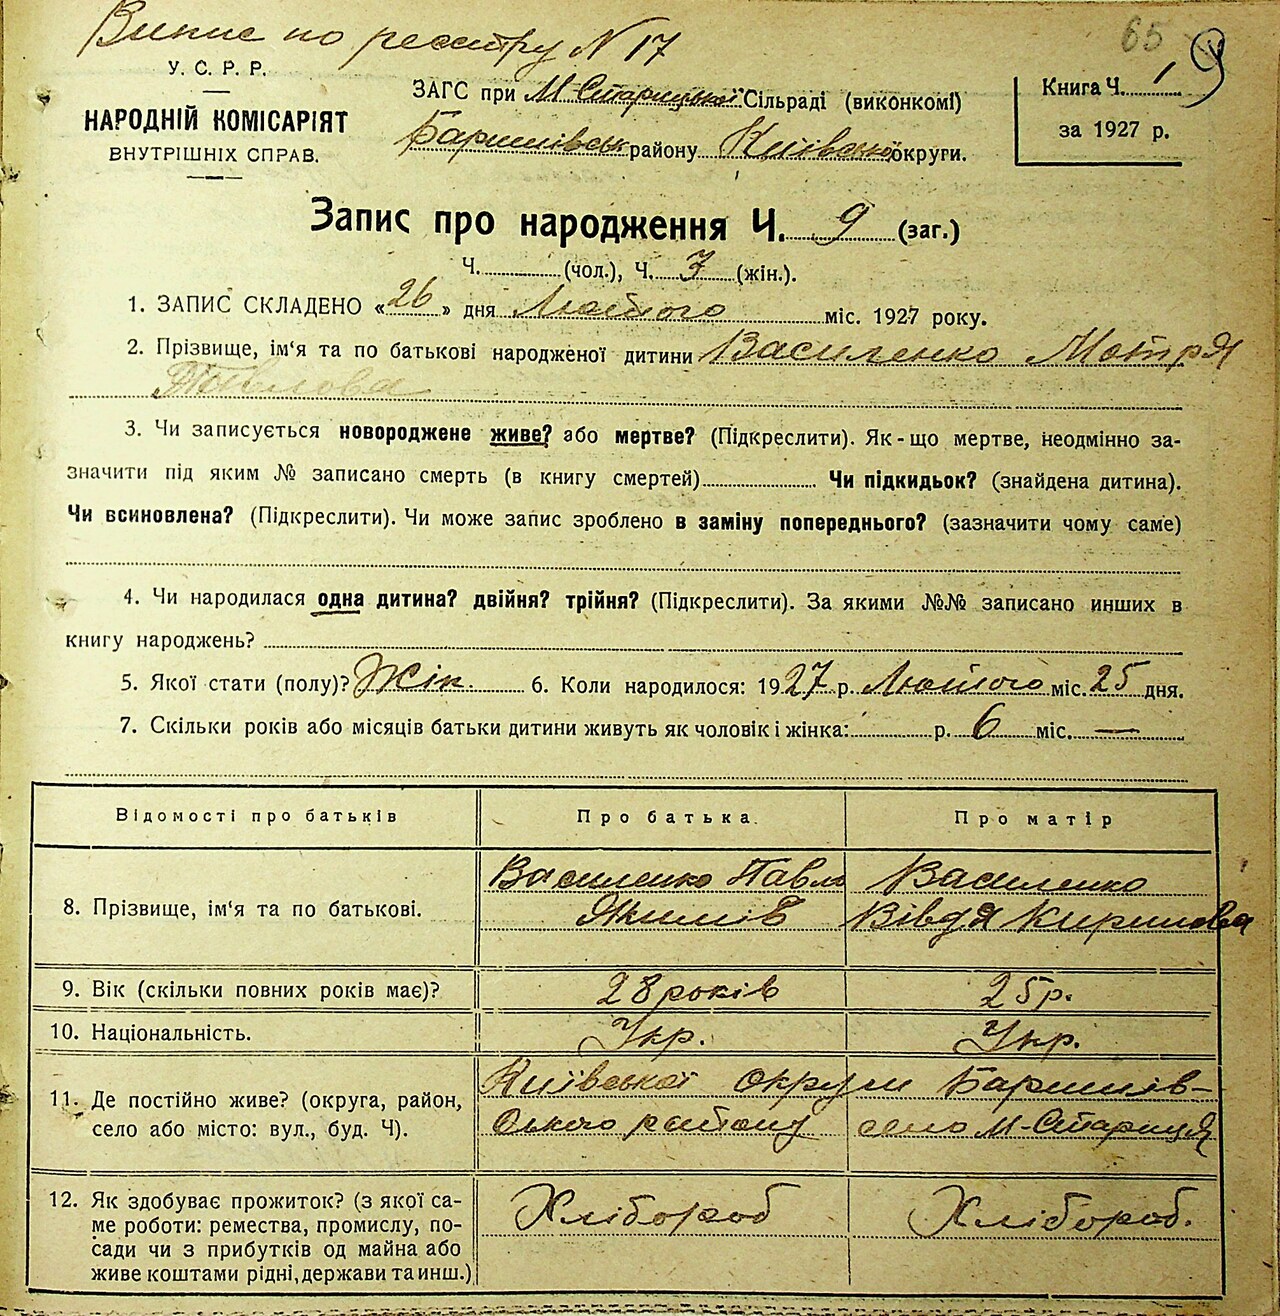 Випис по реєстру N 17
65 9
У. С. Р. Р.
НАРОДНІЙ КОМІСАРІЯТ
ВНУТРІШНІХ СПРАВ.
ЗАГС при М-Старицької Сільраді (виконкомі)
Баришівськ району Київської округи.
Книга Ч. 1
за 1927 р.
Запис про народження Ч. 9 (заг.)
Ч. (чол.), Ч. 7 (жін.).
1. ЗАПИС СКЛАДЕНО «26» дня Лютого міс. 1927 року.
2. Прізвище, ім‘я та по батькові народженої дитини Василенко Мотря
Павлова
3. Чи записується новороджене живе? або мертве? (Підкреслити). Як-що мертве, неодмінно за-
значити під яким № записано смерть (в книгу смертей) Чи підкидьок? (знайдена дитина).
Чи всиновлена? (Підкреслити). Чи може запис зроблено в заміну попереднього? (зазначити чому саме)
4. Чи народилася одна дитина? двійня? трійня? (Підкреслити). За якими №№ записано инших в
книгу народжень?
5. Якої стати (полу)? Жін. 6. Коли народилося: 1927 р. Лютого міс. 25 дня.
7. Скільки років або місяців батьки дитини живуть як чоловік і жінка: р. 6 міс. —
Відомості про батьків Про батька. Про матір
8. Прізвище, ім'я та по батькові.
Василенко Павло Василенко
Якимів Вівдя Кирилова
9. Вік (скільки повних років має)? 28 років 25 р.
10. Національність. Укр. Укр.
11. Де постійно живе? (округа, район,
село або місто: вул., буд. Ч).
Київської округи Баришів-
ського району село М-Стариця
12. Як здобуває прожиток? (з якої са-
ме роботи: ремества, промислу, по-
сади чи з прибутків од майна або
живе коштами рідні, держави та инш.)
Хлібороб Хлібороб.